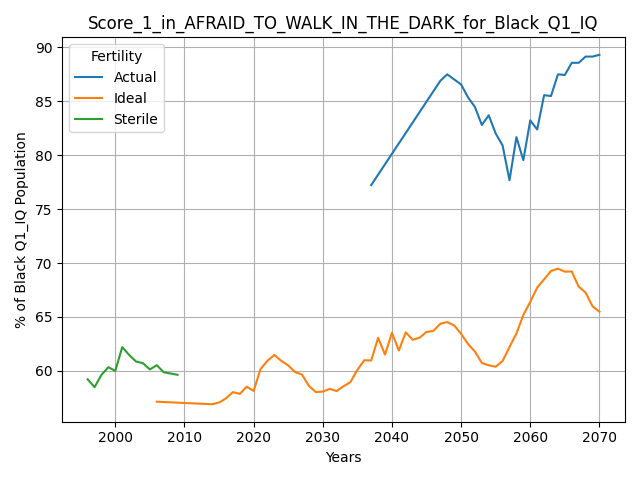 Score_1_in_AFRAID_TO_WALK_IN_THE_DARK_for_Black_Q1_IQ
Fertility
Actual
Ideal
Sterile
% of Black Q1_IQ Population
90
85
80
75
70
65
60
2000 2010 2020 2030 2040 2050 2060 2070
Years